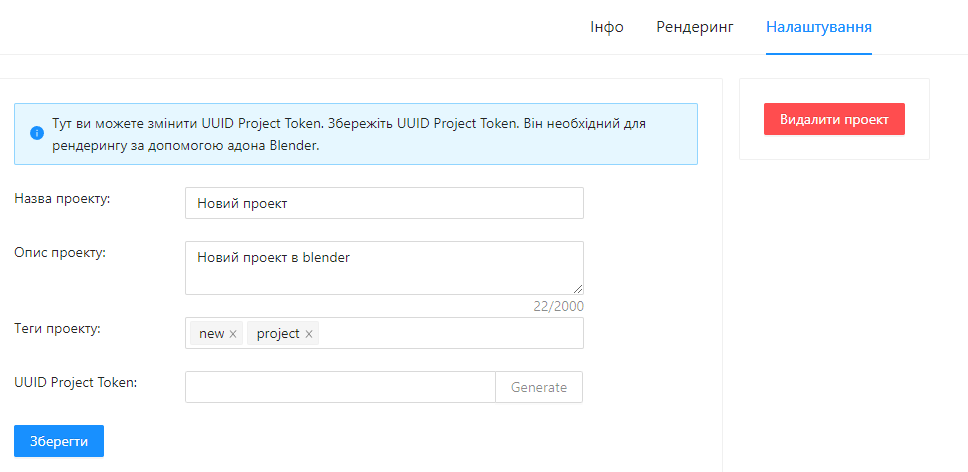 Інфо Рендеринг Налаштування
Тут ви можете змінити UUID Project Token. Збережіть UUID Project Token. Він необхідний для
рендерингу за допомогою адона Blender.
Видалити проект
Назва проекту: Новий проект
Опис проекту: Новий проект в blender
22/2000
Теги проекту: new project
UUID Project Token: Generate
Зберегти